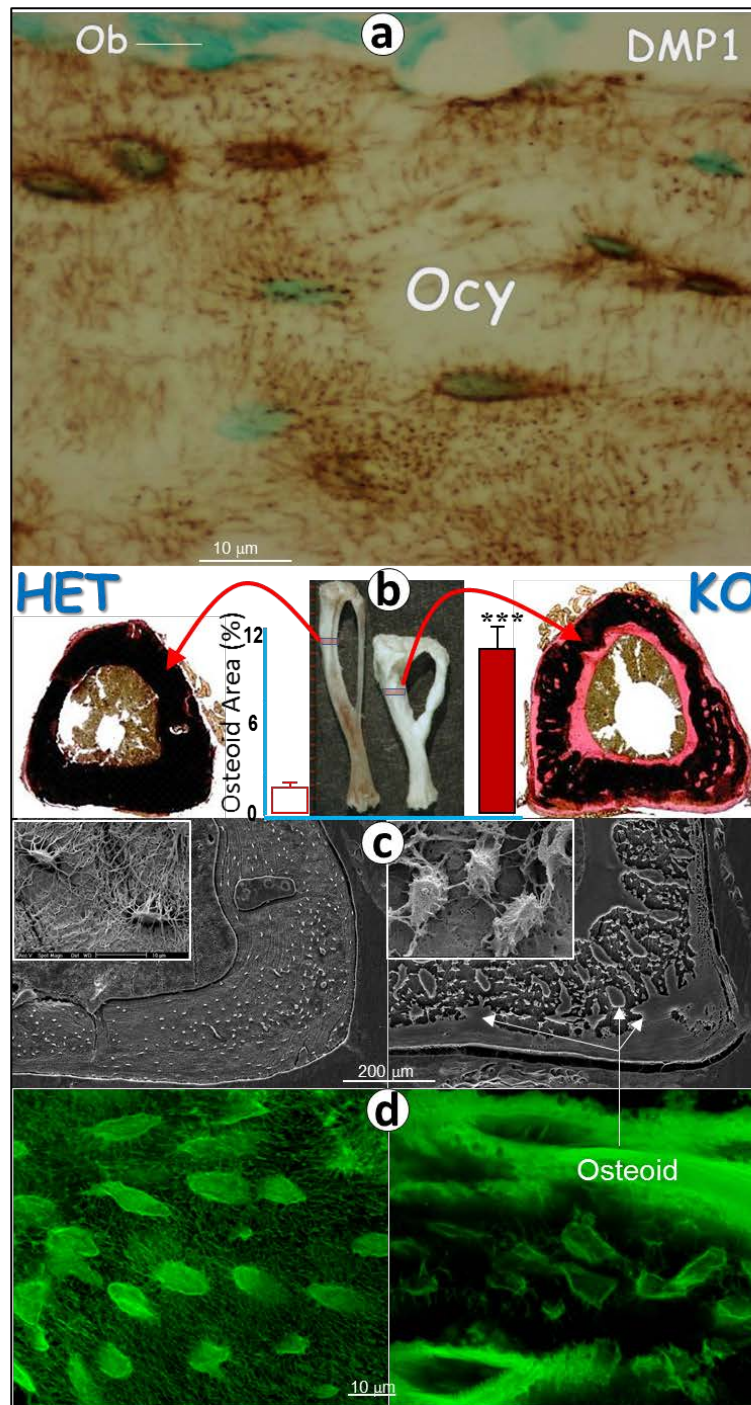 Ob
a
DMP1
Ocy
10 μm
HET
b
KO
***
Osteoid Area (%)
12
6
0
c
200 μm
d
Osteoid
10 μm